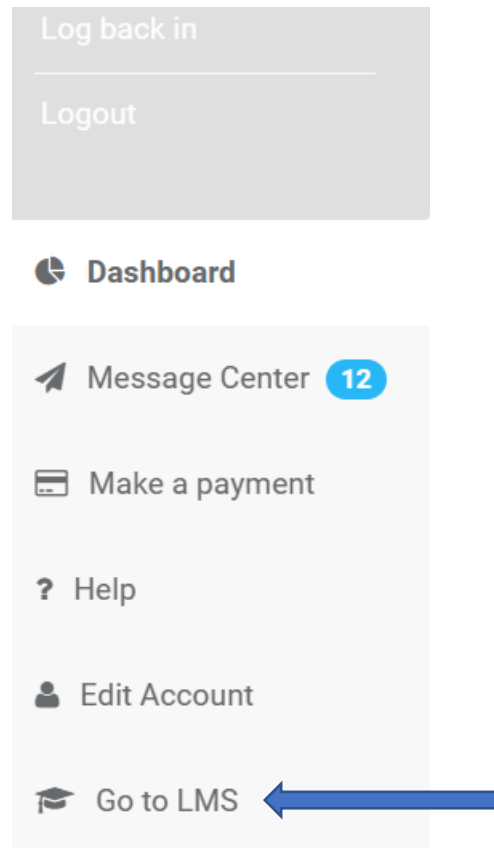 Log back in
Logout
Dashboard
Message Center 12
Make a payment
? Help
Edit Account
Go to LMS